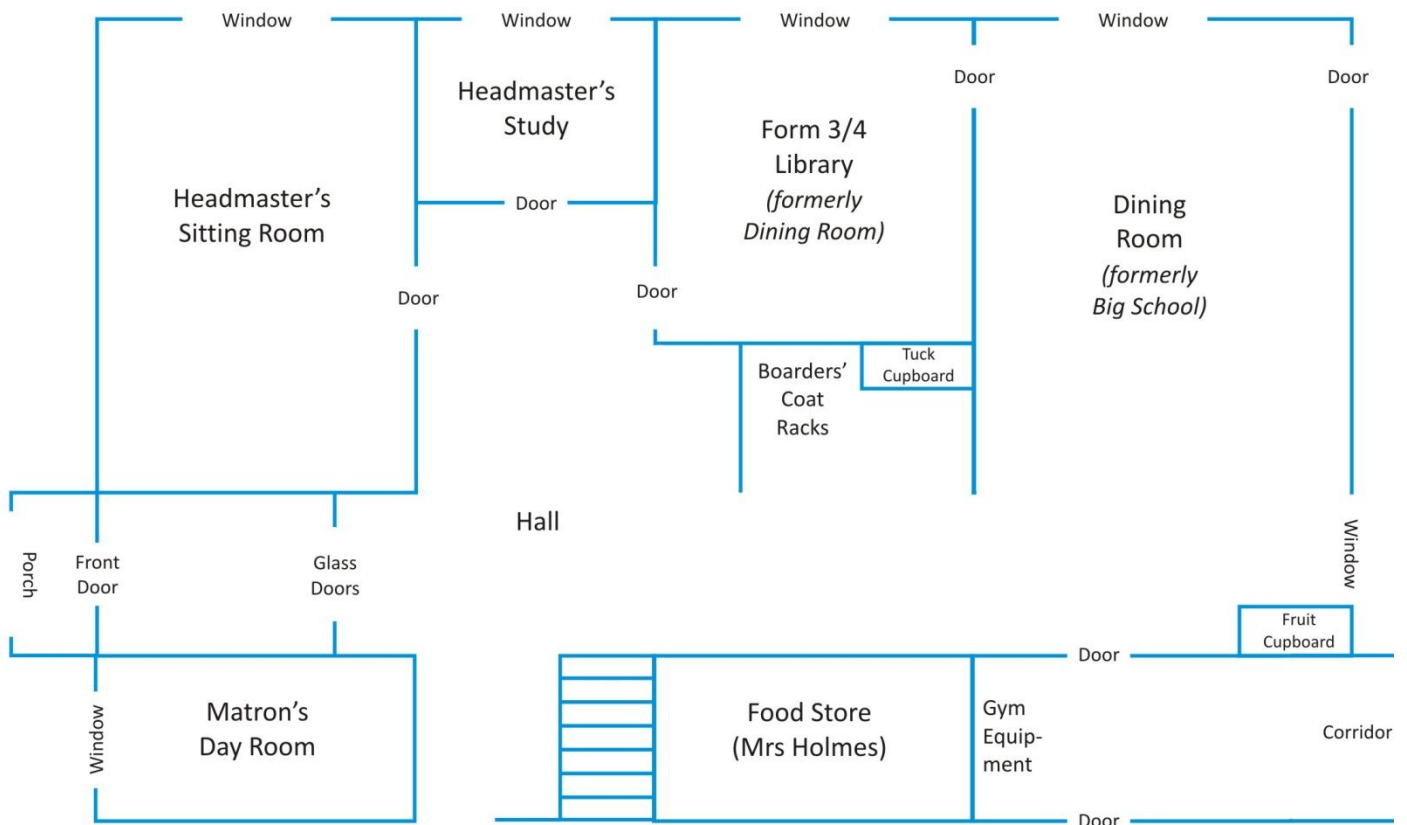 Window
Window
Window
Window
Door
Door
Headmaster's
Study
Form 3/4
Library
(formerly
Dining Room)
Headmaster's
Sitting Room
Door
Dining
Room
(formerly
Big School)
Door
Door
Tuck
Cupboard
Boarders'
Coat
Racks
Hall
Porch
Front
Door
Glass
Doors
Window
Fruit
Cupboard
Door
Window
Matron's
Day Room
Food Store
(Mrs Holmes)
Gym
Equip-
ment
Corridor
Door